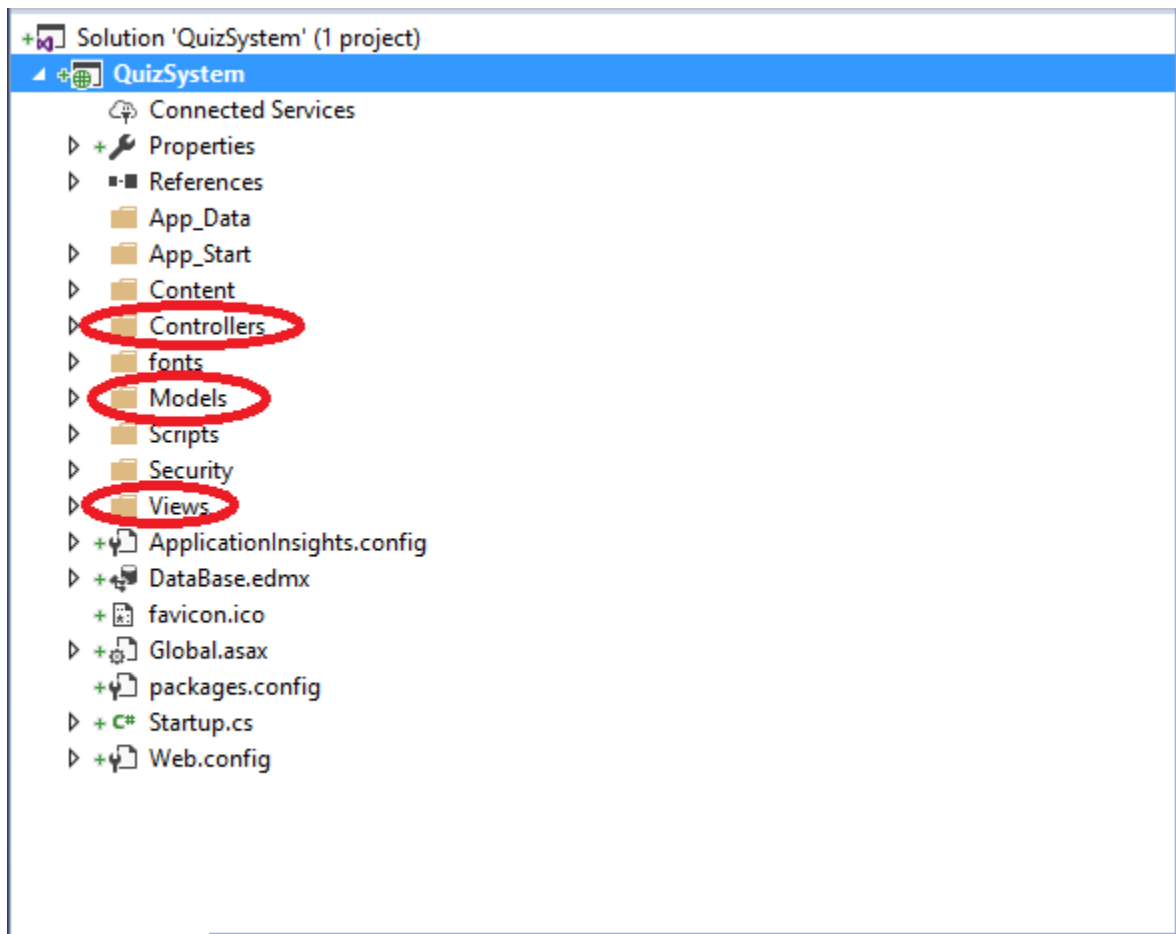 Solution 'QuizSystem' (1 project)
QuizSystem
Connected Services
Properties
References
App_Data
App_Start
Content
Controllers
fonts
Models
Scripts
Security
Views
ApplicationInsights.config
DataBase.edmx
favicon.ico
Global.asax
packages.config
C# Startup.cs
Web.config